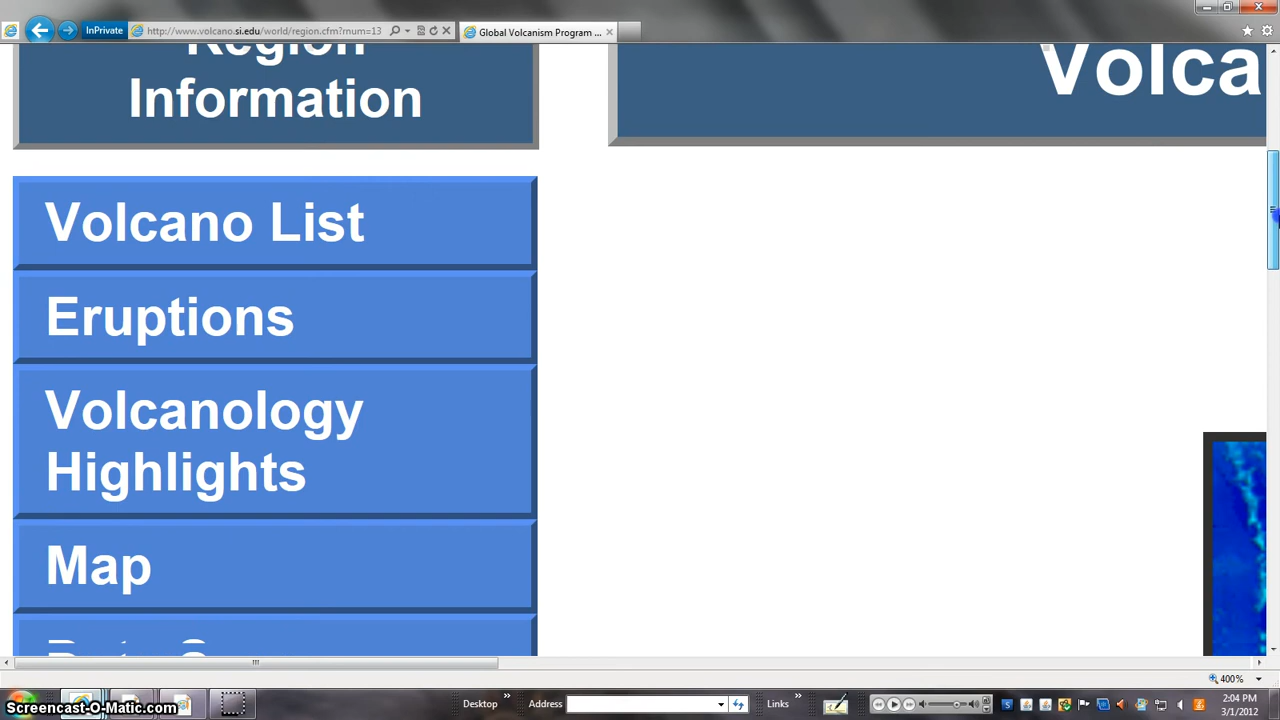 InPrivate
http://www.volcano.si.edu/world/region.cfm?rnum=13
Global Volcanism Program ...
Region
Information
Volca
Volcano List
Eruptions
Volcanology
Highlights
Map
400%
Screencast-O-Matic.com
Desktop
Address
Links
2:04 PM
3/1/2012